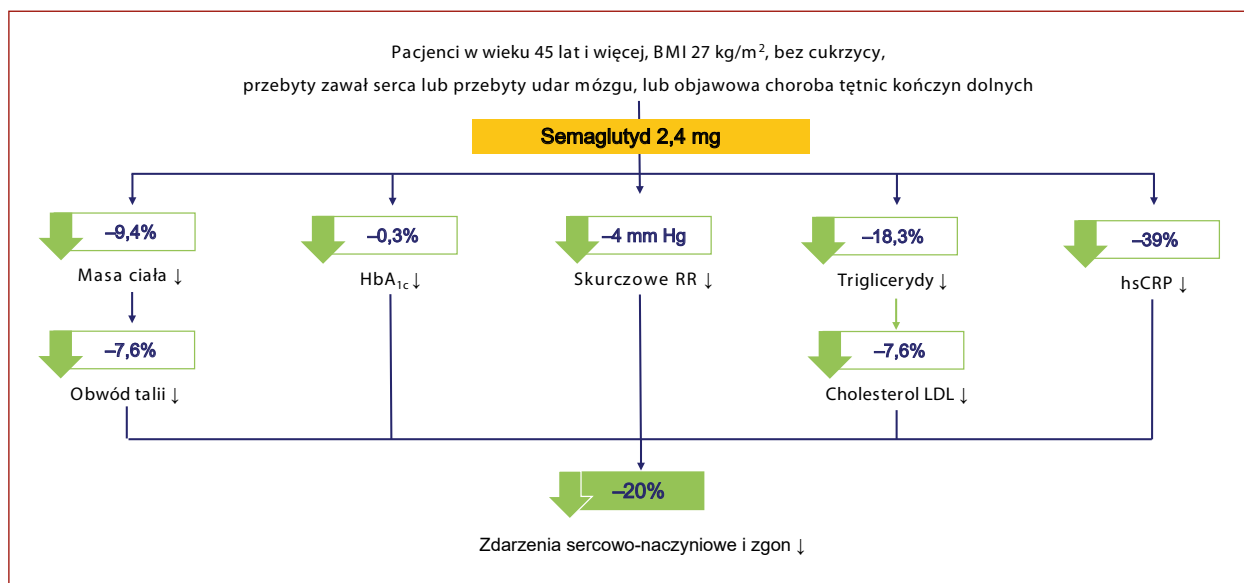 Pacjenci w wieku 45 lat i więcej, BMI 27 kg/m², bez cukrzycy,
przebyty zawał serca lub przebyty udar mózgu, lub objawowa choroba tętnic kończyn dolnych
Semaglutyd 2,4 mg
–9,4%
Masa ciała ↓
–7,6%
Obwód talii ↓
–0,3%
HbA₁c ↓
–4 mm Hg
Skurczowe RR ↓
–18,3%
Triglicerydy ↓
–7,6%
Cholesterol LDL ↓
–39%
hsCRP ↓
–20%
Zdarzenia sercowo-naczyniowe i zgon ↓